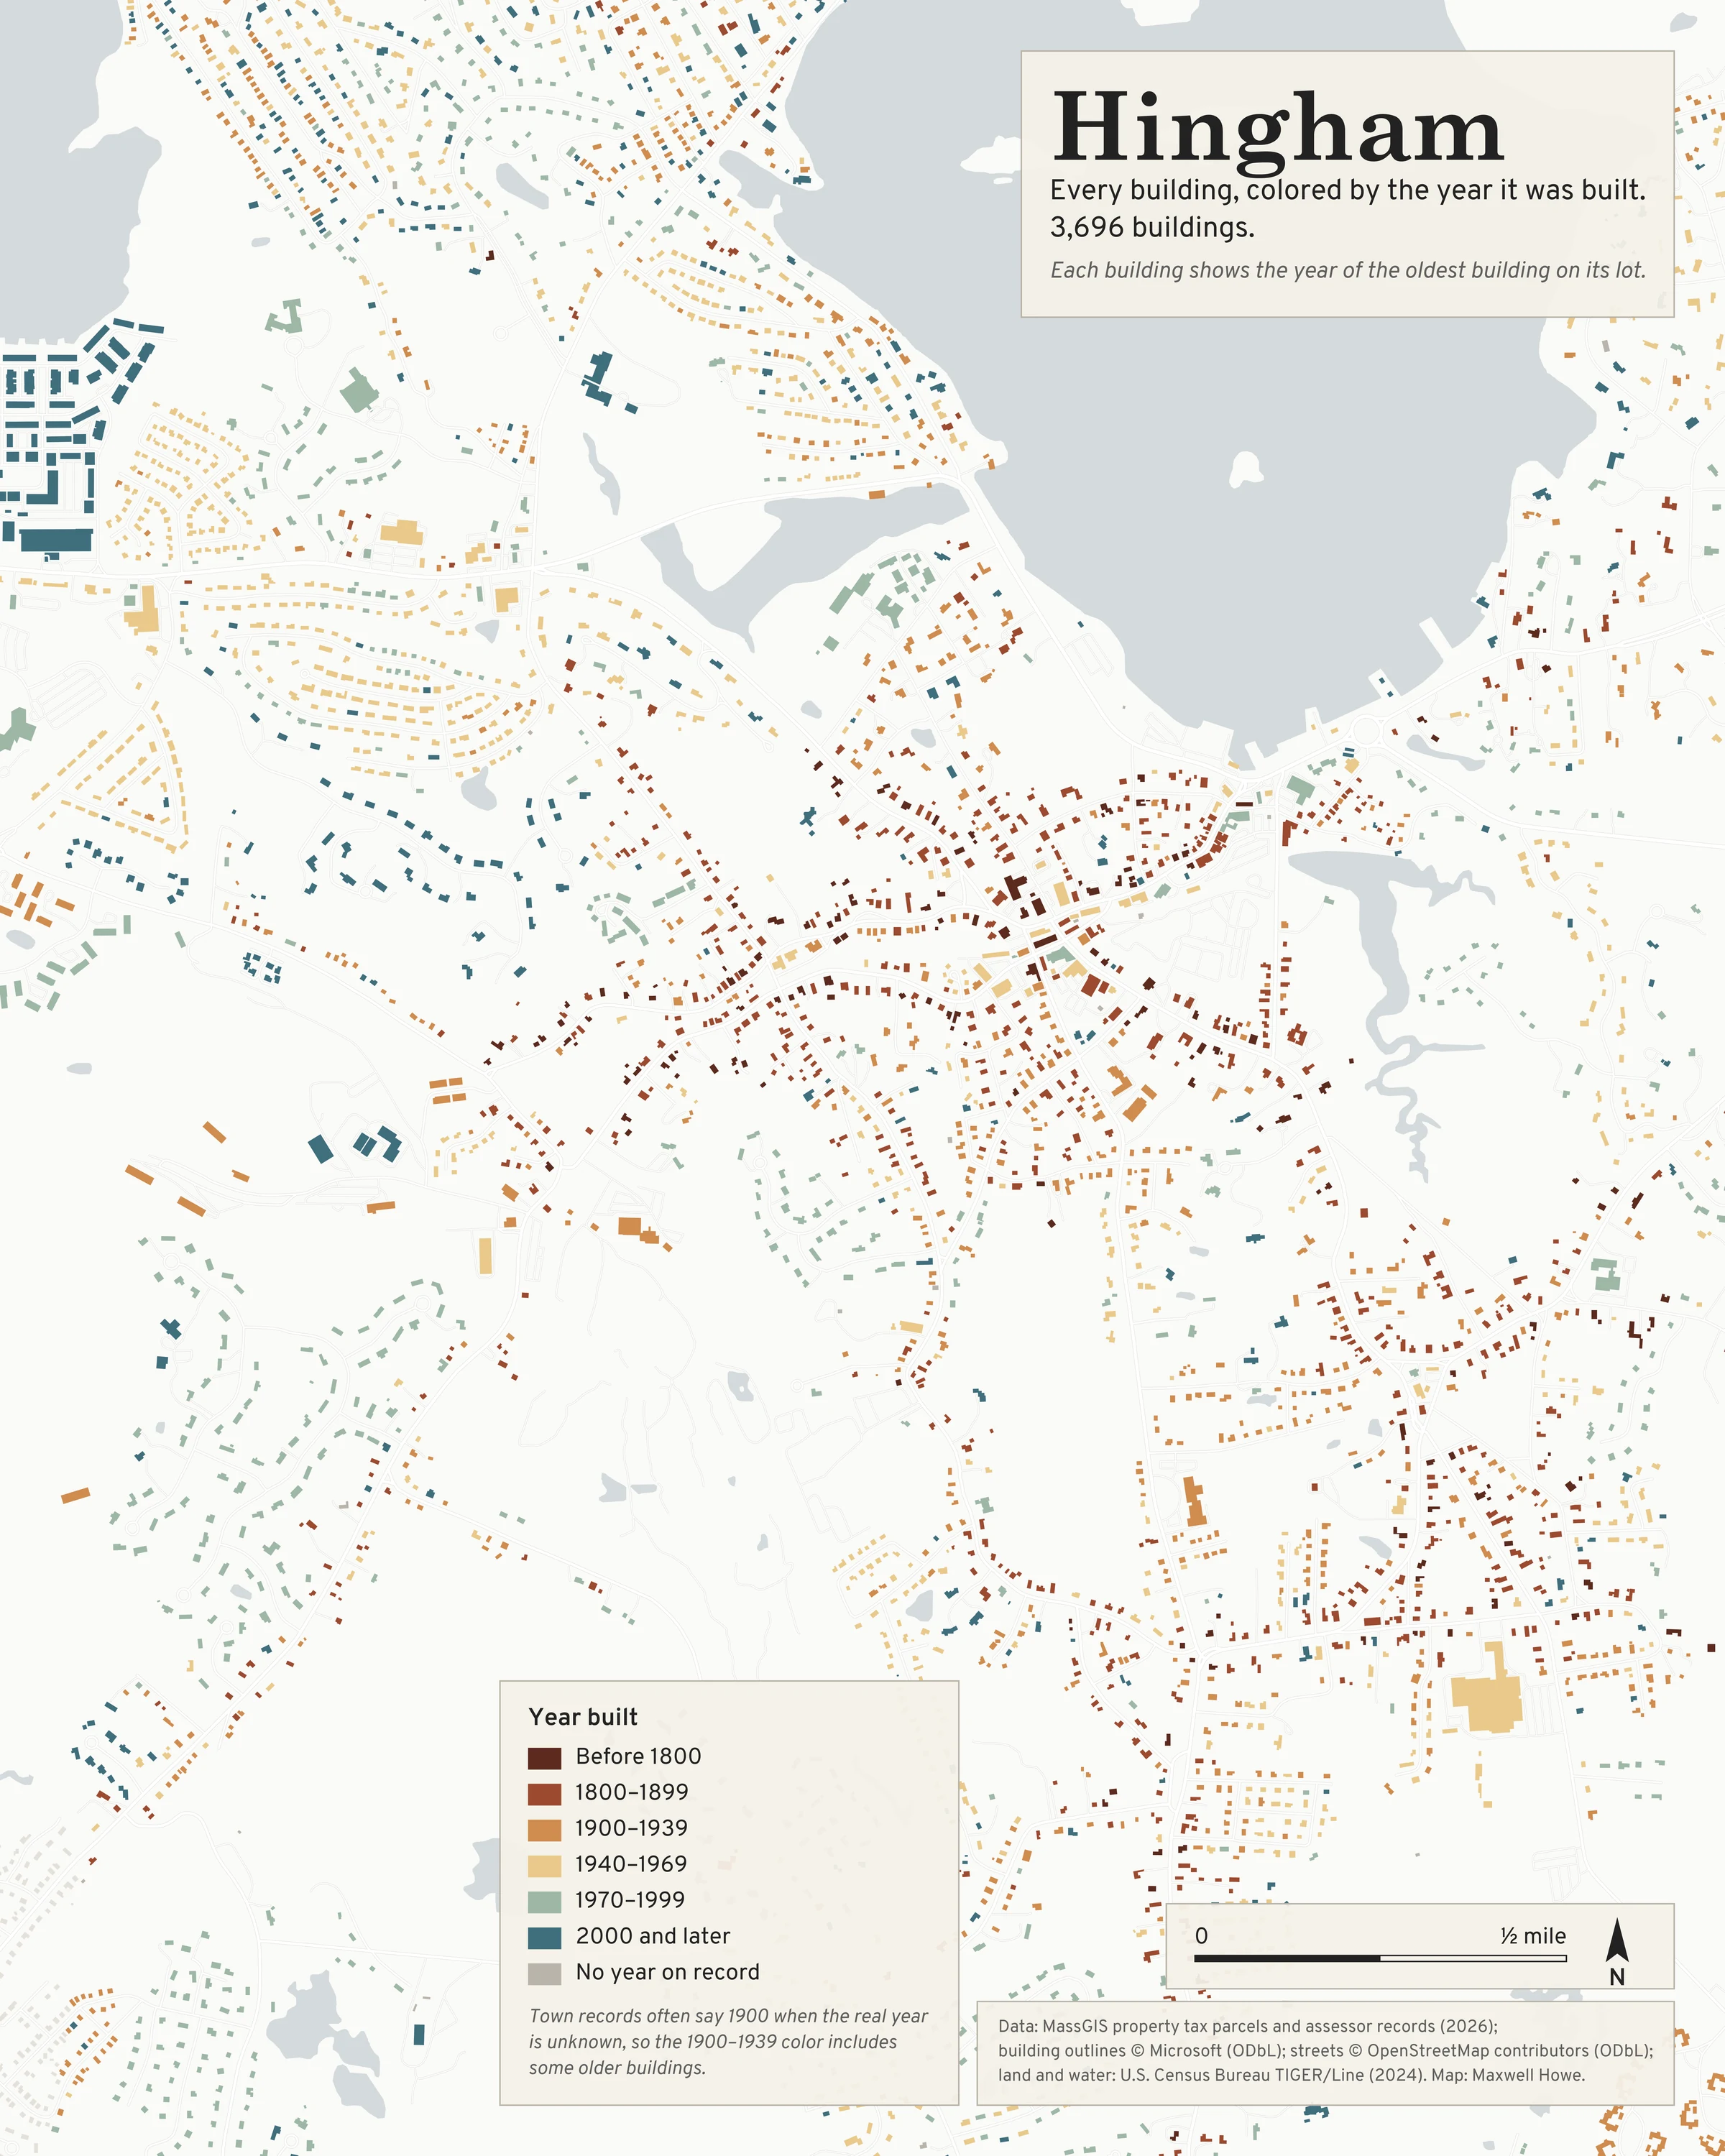 Hingham
Every building, colored by the year it was built.
3,696 buildings.
Each building shows the year of the oldest building on its lot.
Year built
Before 1800
1800–1899
1900–1939
1940–1969
1970–1999
2000 and later
No year on record
Town records often say 1900 when the real year
is unknown, so the 1900–1939 color includes
some older buildings.
0 ½ mile
N
Data: MassGIS property tax parcels and assessor records (2026);
building outlines © Microsoft (ODbL); streets © OpenStreetMap contributors (ODbL);
land and water: U.S. Census Bureau TIGER/Line (2024). Map: Maxwell Howe.